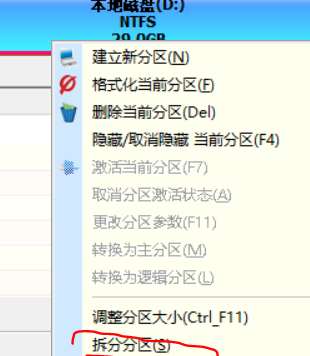 本地磁盘(D:)
NTFS
29.0GB
建立新分区(N)
格式化当前分区(F)
删除当前分区(Del)
隐藏/取消隐藏 当前分区(F4)
激活当前分区(F7)
取消分区激活状态(A)
更改分区参数(F11)
转换为主分区(M)
转换为逻辑分区(L)
调整分区大小(Ctrl_F11)
拆分分区(S)